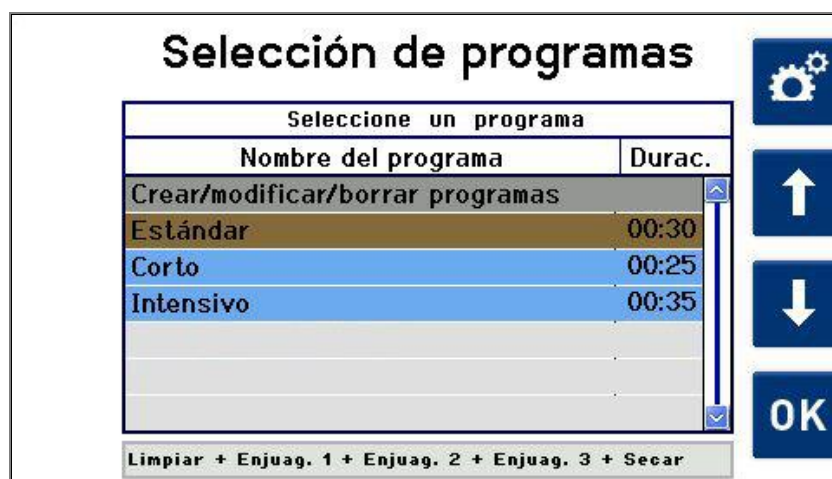 Selección de programas
Seleccione un programa
Nombre del programa Durac.
Crear/modificar/borrar programas
Estándar 00:30
Corto 00:25
Intensivo 00:35
OK
Limpiar + Enjuag. 1 + Enjuag. 2 + Enjuag. 3 + Secar